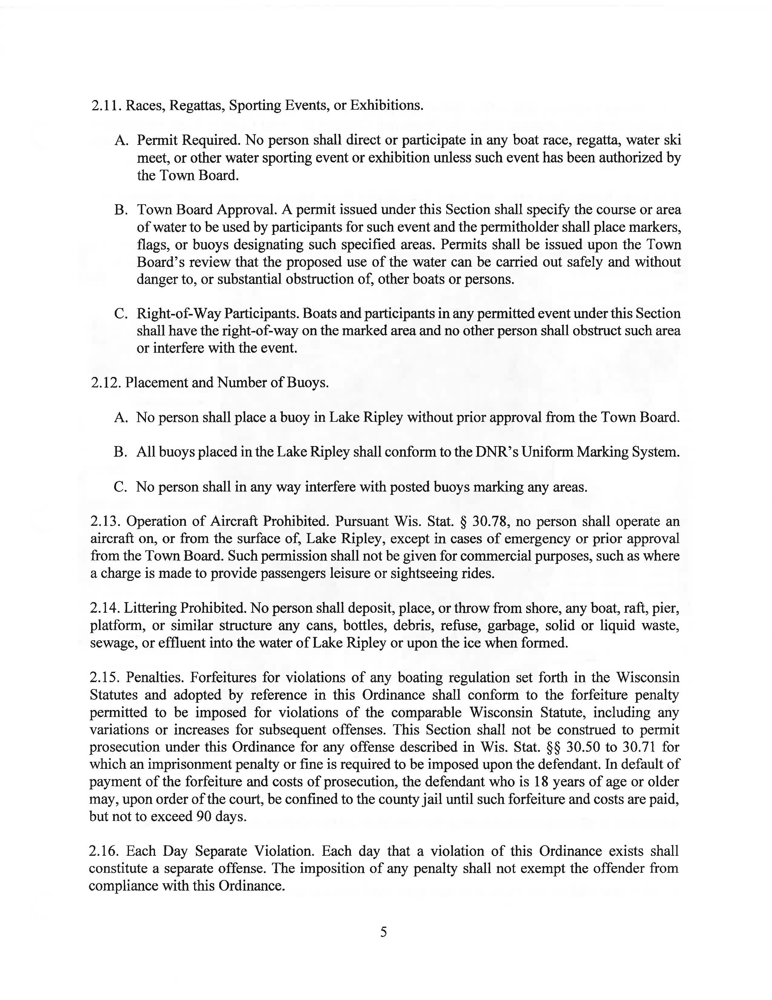 2.11. Races, Regattas, Sporting Events, or Exhibitions.
A. Permit Required. No person shall direct or participate in any boat race, regatta, water ski
meet, or other water sporting event or exhibition unless such event has been authorized by
the Town Board.
B. Town Board Approval. A permit issued under this Section shall specify the course or area
of water to be used by participants for such event and the permitholder shall place markers,
flags, or buoys designating such specified areas. Permits shall be issued upon the Town
Board's review that the proposed use of the water can be carried out safely and without
danger to, or substantial obstruction of, other boats or persons.
C. Right-of-Way Participants. Boats and participants in any permitted event under this Section
shall have the right-of-way on the marked area and no other person shall obstruct such area
or interfere with the event.
2.12. Placement and Number of Buoys.
A. No person shall place a buoy in Lake Ripley without prior approval from the Town Board.
B. All buoys placed in the Lake Ripley shall conform to the DNR's Uniform Marking System.
C. No person shall in any way interfere with posted buoys marking any areas.
2.13. Operation of Aircraft Prohibited. Pursuant Wis. Stat. § 30.78, no person shall operate an
aircraft on, or from the surface of, Lake Ripley, except in cases of emergency or prior approval
from the Town Board. Such permission shall not be given for commercial purposes, such as where
a charge is made to provide passengers leisure or sightseeing rides.
2.14. Littering Prohibited. No person shall deposit, place, or throw from shore, any boat, raft, pier,
platform, or similar structure any cans, bottles, debris, refuse, garbage, solid or liquid waste,
sewage, or effluent into the water of Lake Ripley or upon the ice when formed.
2.15. Penalties. Forfeitures for violations of any boating regulation set forth in the Wisconsin
Statutes and adopted by reference in this Ordinance shall conform to the forfeiture penalty
permitted to be imposed for violations of the comparable Wisconsin Statute, including any
variations or increases for subsequent offenses. This Section shall not be construed to permit
prosecution under this Ordinance for any offense described in Wis. Stat. §§ 30.50 to 30.71 for
which an imprisonment penalty or fine is required to be imposed upon the defendant. In default of
payment of the forfeiture and costs of prosecution, the defendant who is 18 years of age or older
may, upon order of the court, be confined to the county jail until such forfeiture and costs are paid,
but not to exceed 90 days.
2.16. Each Day Separate Violation. Each day that a violation of this Ordinance exists shall
constitute a separate offense. The imposition of any penalty shall not exempt the offender from
compliance with this Ordinance.
5